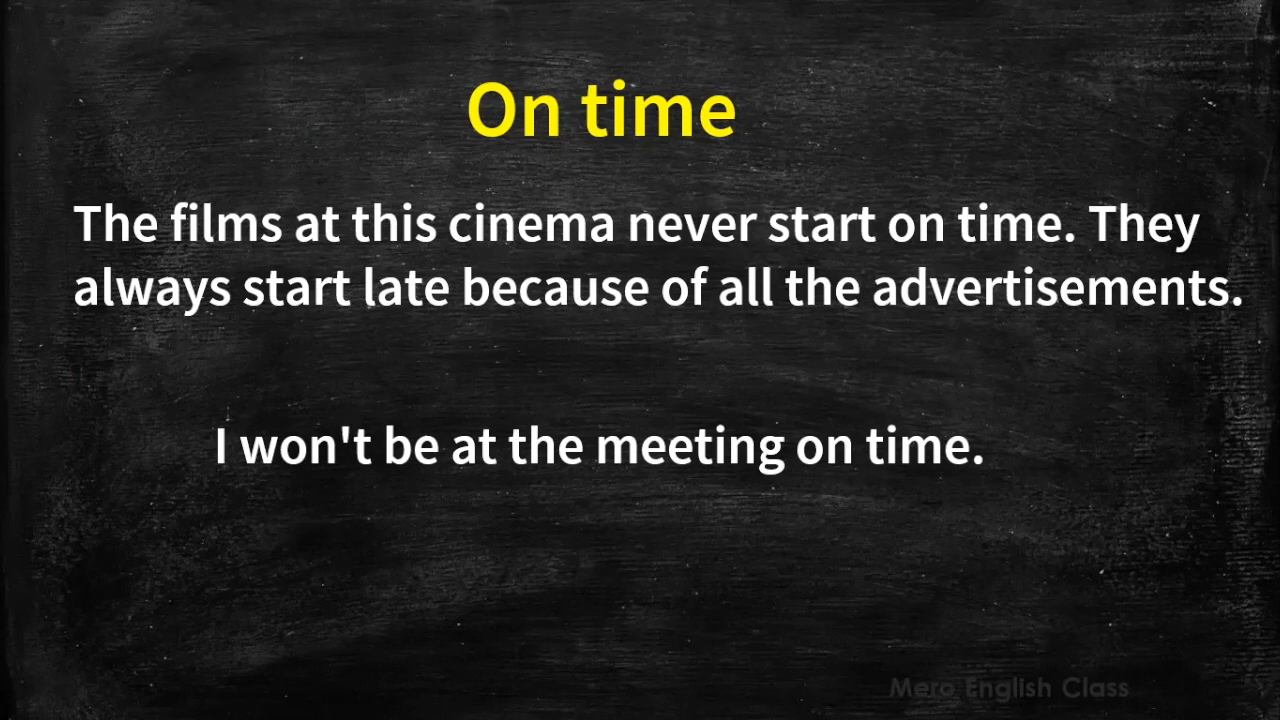 On time
The films at this cinema never start on time. They
always start late because of all the advertisements.
I won't be at the meeting on time.
Mero English Class